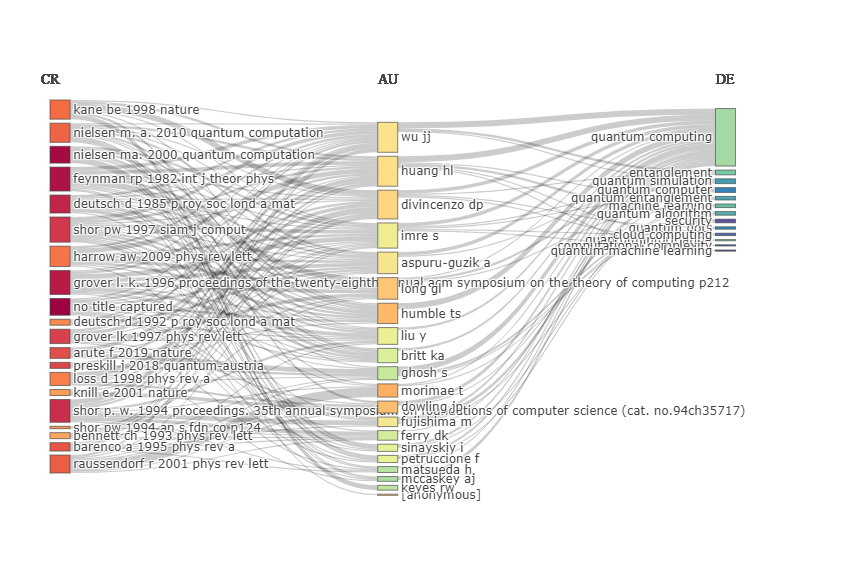 CR
AU
DE
kane be 1998 nature
nielsen m. a. 2010 quantum computation
nielsen ma. 2000 quantum computation
feynman rp 1982 int j theor phys
deutsch d 1985 p roy soc lond a mat
shor pw 1997 siam j comput
harrow aw 2009 phys rev lett
grover l. k. 1996 proceedings of the twenty-eighth annual acm symposium on the theory of computing p212
no title captured
deutsch d 1992 p roy soc lond a mat
grover lk 1997 phys rev lett
arute f 2019 nature
preskill j 2018 quantum-austria
loss d 1998 phys rev a
knill e 2001 nature
shor p. w. 1994 proceedings. 35th annual symposium on foundations of computer science (cat. no.94ch35717)
shor pw 1994 an s fdn co p124
bennett ch 1993 phys rev lett
barenco a 1995 phys rev a
raussendorf r 2001 phys rev lett
wu jj
huang hl
divincenzo dp
imre s
aspuru-guzik a
long gl
humble ts
liu y
britt ka
ghosh s
morimae t
dowling jp
fujishima m
ferry dk
sinayskiy i
petruccione f
matsueda h
mccaskey aj
keyes rw
[anonymous]
quantum computing
entanglement
quantum simulation
quantum computer
quantum entanglement
machine learning
quantum algorithm
security
quantum dots
cloud computing
computational complexity
quantum machine learning